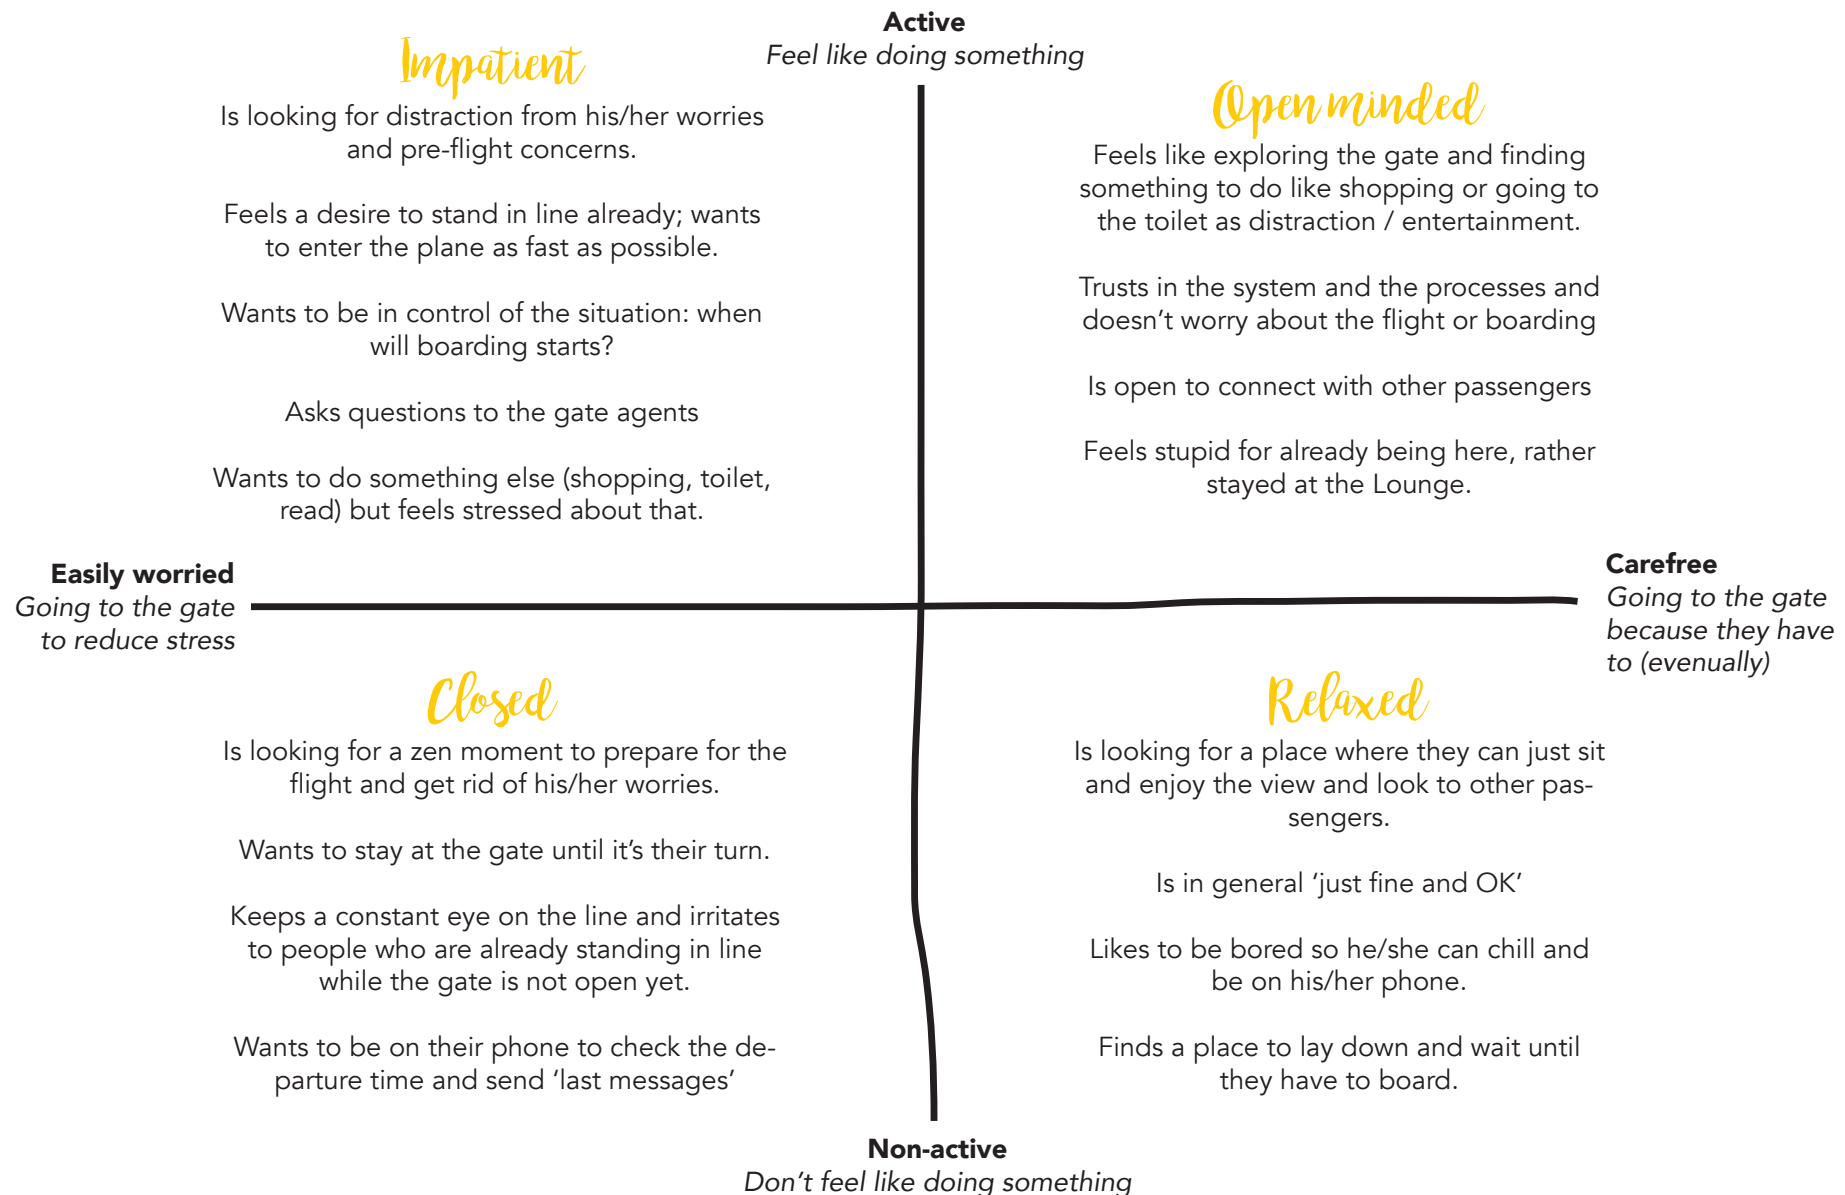 Active
Feel like doing something
Impatient
Is looking for distraction from his/her worries
and pre-flight concerns.
Feels a desire to stand in line already; wants
to enter the plane as fast as possible.
Wants to be in control of the situation: when
will boarding starts?
Asks questions to the gate agents
Wants to do something else (shopping, toilet,
read) but feels stressed about that.
Open minded
Feels like exploring the gate and finding
something to do like shopping or going to
the toilet as distraction / entertainment.
Trusts in the system and the processes and
doesn't worry about the flight or boarding
Is open to connect with other passengers
Feels stupid for already being here, rather
stayed at the Lounge.
Easily worried
Going to the gate
to reduce stress
Carefree
Going to the gate
because they have
to (evenually)
Closed
Is looking for a zen moment to prepare for the
flight and get rid of his/her worries.
Wants to stay at the gate until it's their turn.
Keeps a constant eye on the line and irritates
to people who are already standing in line
while the gate is not open yet.
Wants to be on their phone to check the de-
parture time and send 'last messages'
Relaxed
Is looking for a place where they can just sit
and enjoy the view and look to other pas-
sengers.
Is in general 'just fine and OK'
Likes to be bored so he/she can chill and
be on his/her phone.
Finds a place to lay down and wait until
they have to board.
Non-active
Don't feel like doing something